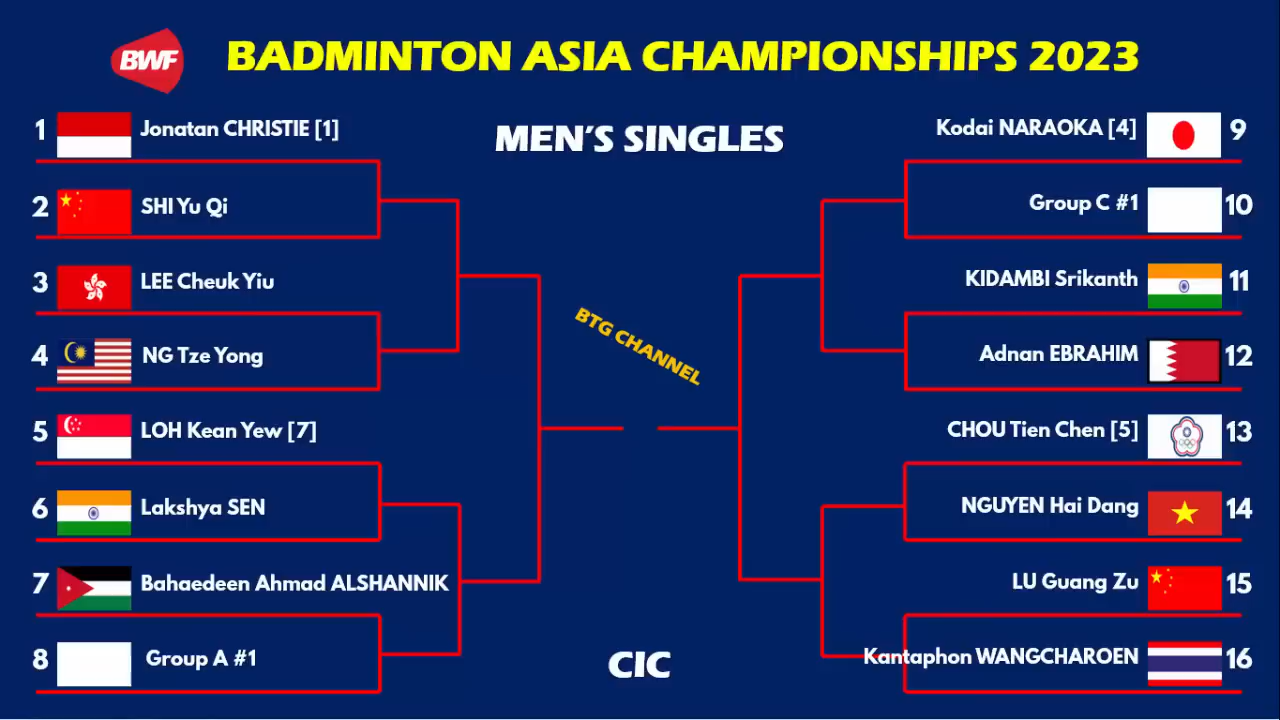 BWF
BADMINTON ASIA CHAMPIONSHIPS 2023
MEN'S SINGLES
1 Jonatan CHRISTIE [1]
2 SHI Yu Qi
3 LEE Cheuk Yiu
4 NG Tze Yong
5 LOH Kean Yew [7]
6 Lakshya SEN
7 Bahaedeen Ahmad ALSHANNIK
8 Group A #1
BTG CHANNEL
Kodai NARAOKA [4] 9
Group C #1 10
KIDAMBI Srikanth 11
Adnan EBRAHIM 12
CHOU Tien Chen [5] 13
NGUYEN Hai Dang 14
LU Guang Zu 15
Kantaphon WANGCHAROEN 16
CIC